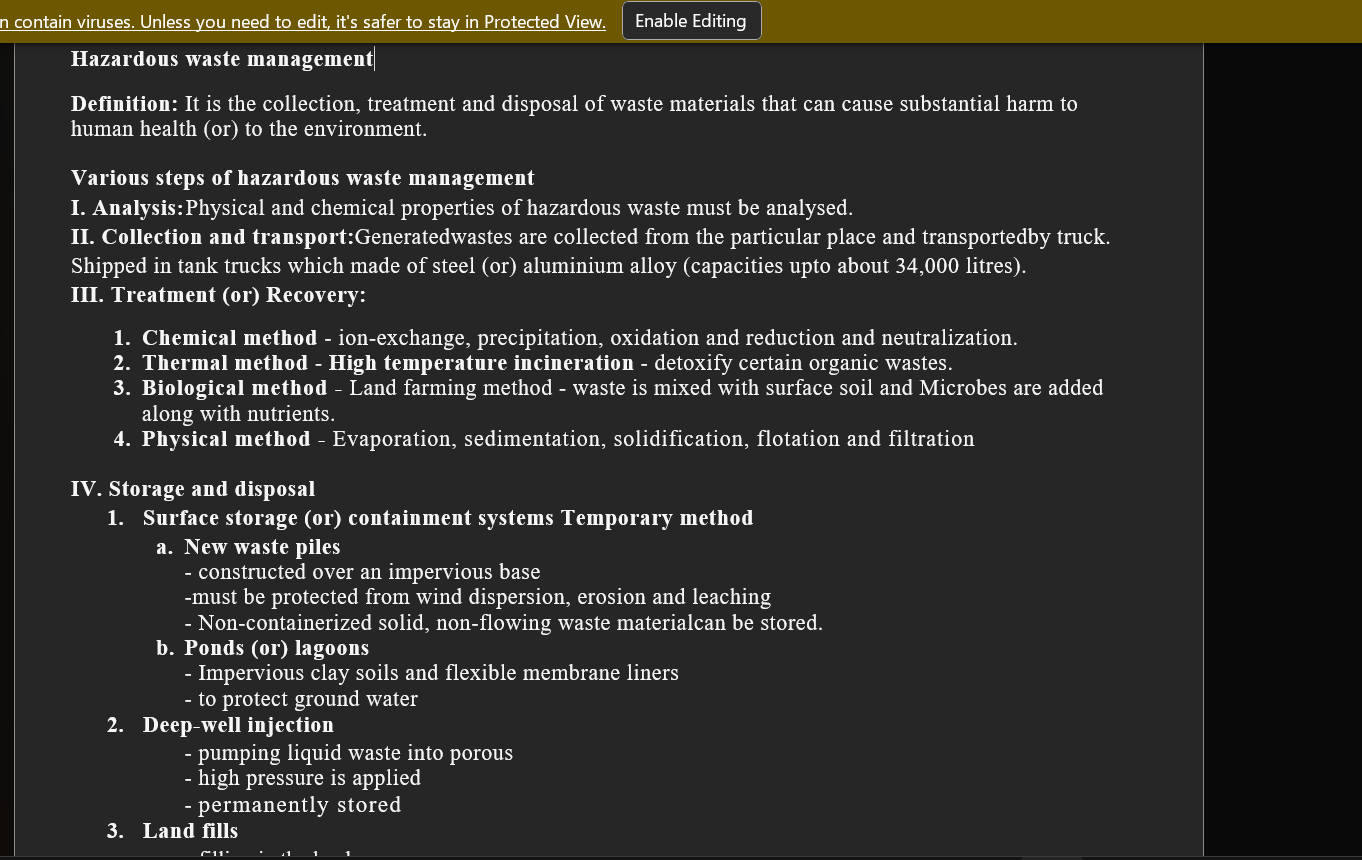 n contain viruses. Unless you need to edit, it's safer to stay in Protected View. Enable Editing
Hazardous waste management
Definition: It is the collection, treatment and disposal of waste materials that can cause substantial harm to
human health (or) to the environment.
Various steps of hazardous waste management
I. Analysis:Physical and chemical properties of hazardous waste must be analysed.
II. Collection and transport:Generatedwastes are collected from the particular place and transportedby truck.
Shipped in tank trucks which made of steel (or) aluminium alloy (capacities upto about 34,000 litres).
III. Treatment (or) Recovery:
1. Chemical method - ion-exchange, precipitation, oxidation and reduction and neutralization.
2. Thermal method - High temperature incineration - detoxify certain organic wastes.
3. Biological method - Land farming method - waste is mixed with surface soil and Microbes are added
along with nutrients.
4. Physical method - Evaporation, sedimentation, solidification, flotation and filtration
IV. Storage and disposal
1. Surface storage (or) containment systems Temporary method
a. New waste piles
- constructed over an impervious base
-must be protected from wind dispersion, erosion and leaching
- Non-containerized solid, non-flowing waste materialcan be stored.
b. Ponds (or) lagoons
- Impervious clay soils and flexible membrane liners
- to protect ground water
2. Deep-well injection
- pumping liquid waste into porous
- high pressure is applied
- permanently stored
3. Land fills